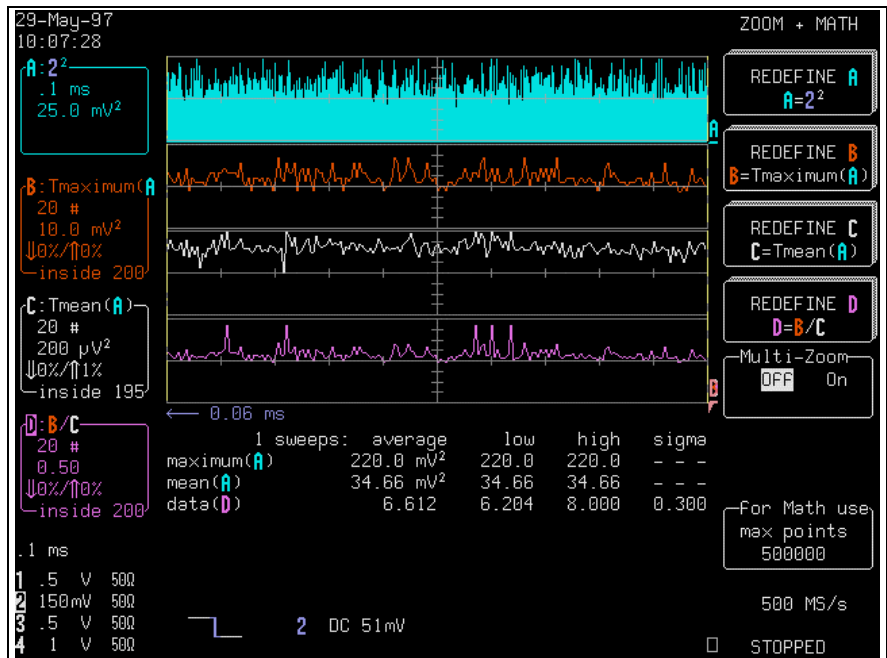 29-May-97
10:07:28
ZOOM + MATH
A:2²
.1 ms
25.0 mV²
B:Tmaximum(A
20 #
10.0 mV²
⇓0%/⇑0%
inside 200
C:Tmean(A)
20 #
200 µV²
⇓0%/⇑1%
inside 195
D:B/C
20 #
0.50
⇓0%/⇑0%
inside 200
A
B
← 0.06 ms
1 sweeps: average low high sigma
maximum(A) 220.0 mV² 220.0 220.0 - - -
mean(A) 34.66 mV² 34.66 34.66 - - -
data(D) 6.612 6.204 8.000 0.300
REDEFINE A
A=2²
REDEFINE B
B=Tmaximum(A)
REDEFINE C
C=Tmean(A)
REDEFINE D
D=B/C
Multi-Zoom
OFF On
For Math use
max points
500000
.1 ms
1 .5 V 50Ω
2 150mV 50Ω
3 .5 V 50Ω
4 1 V 50Ω
2 DC 51mV
500 MS/s
STOPPED